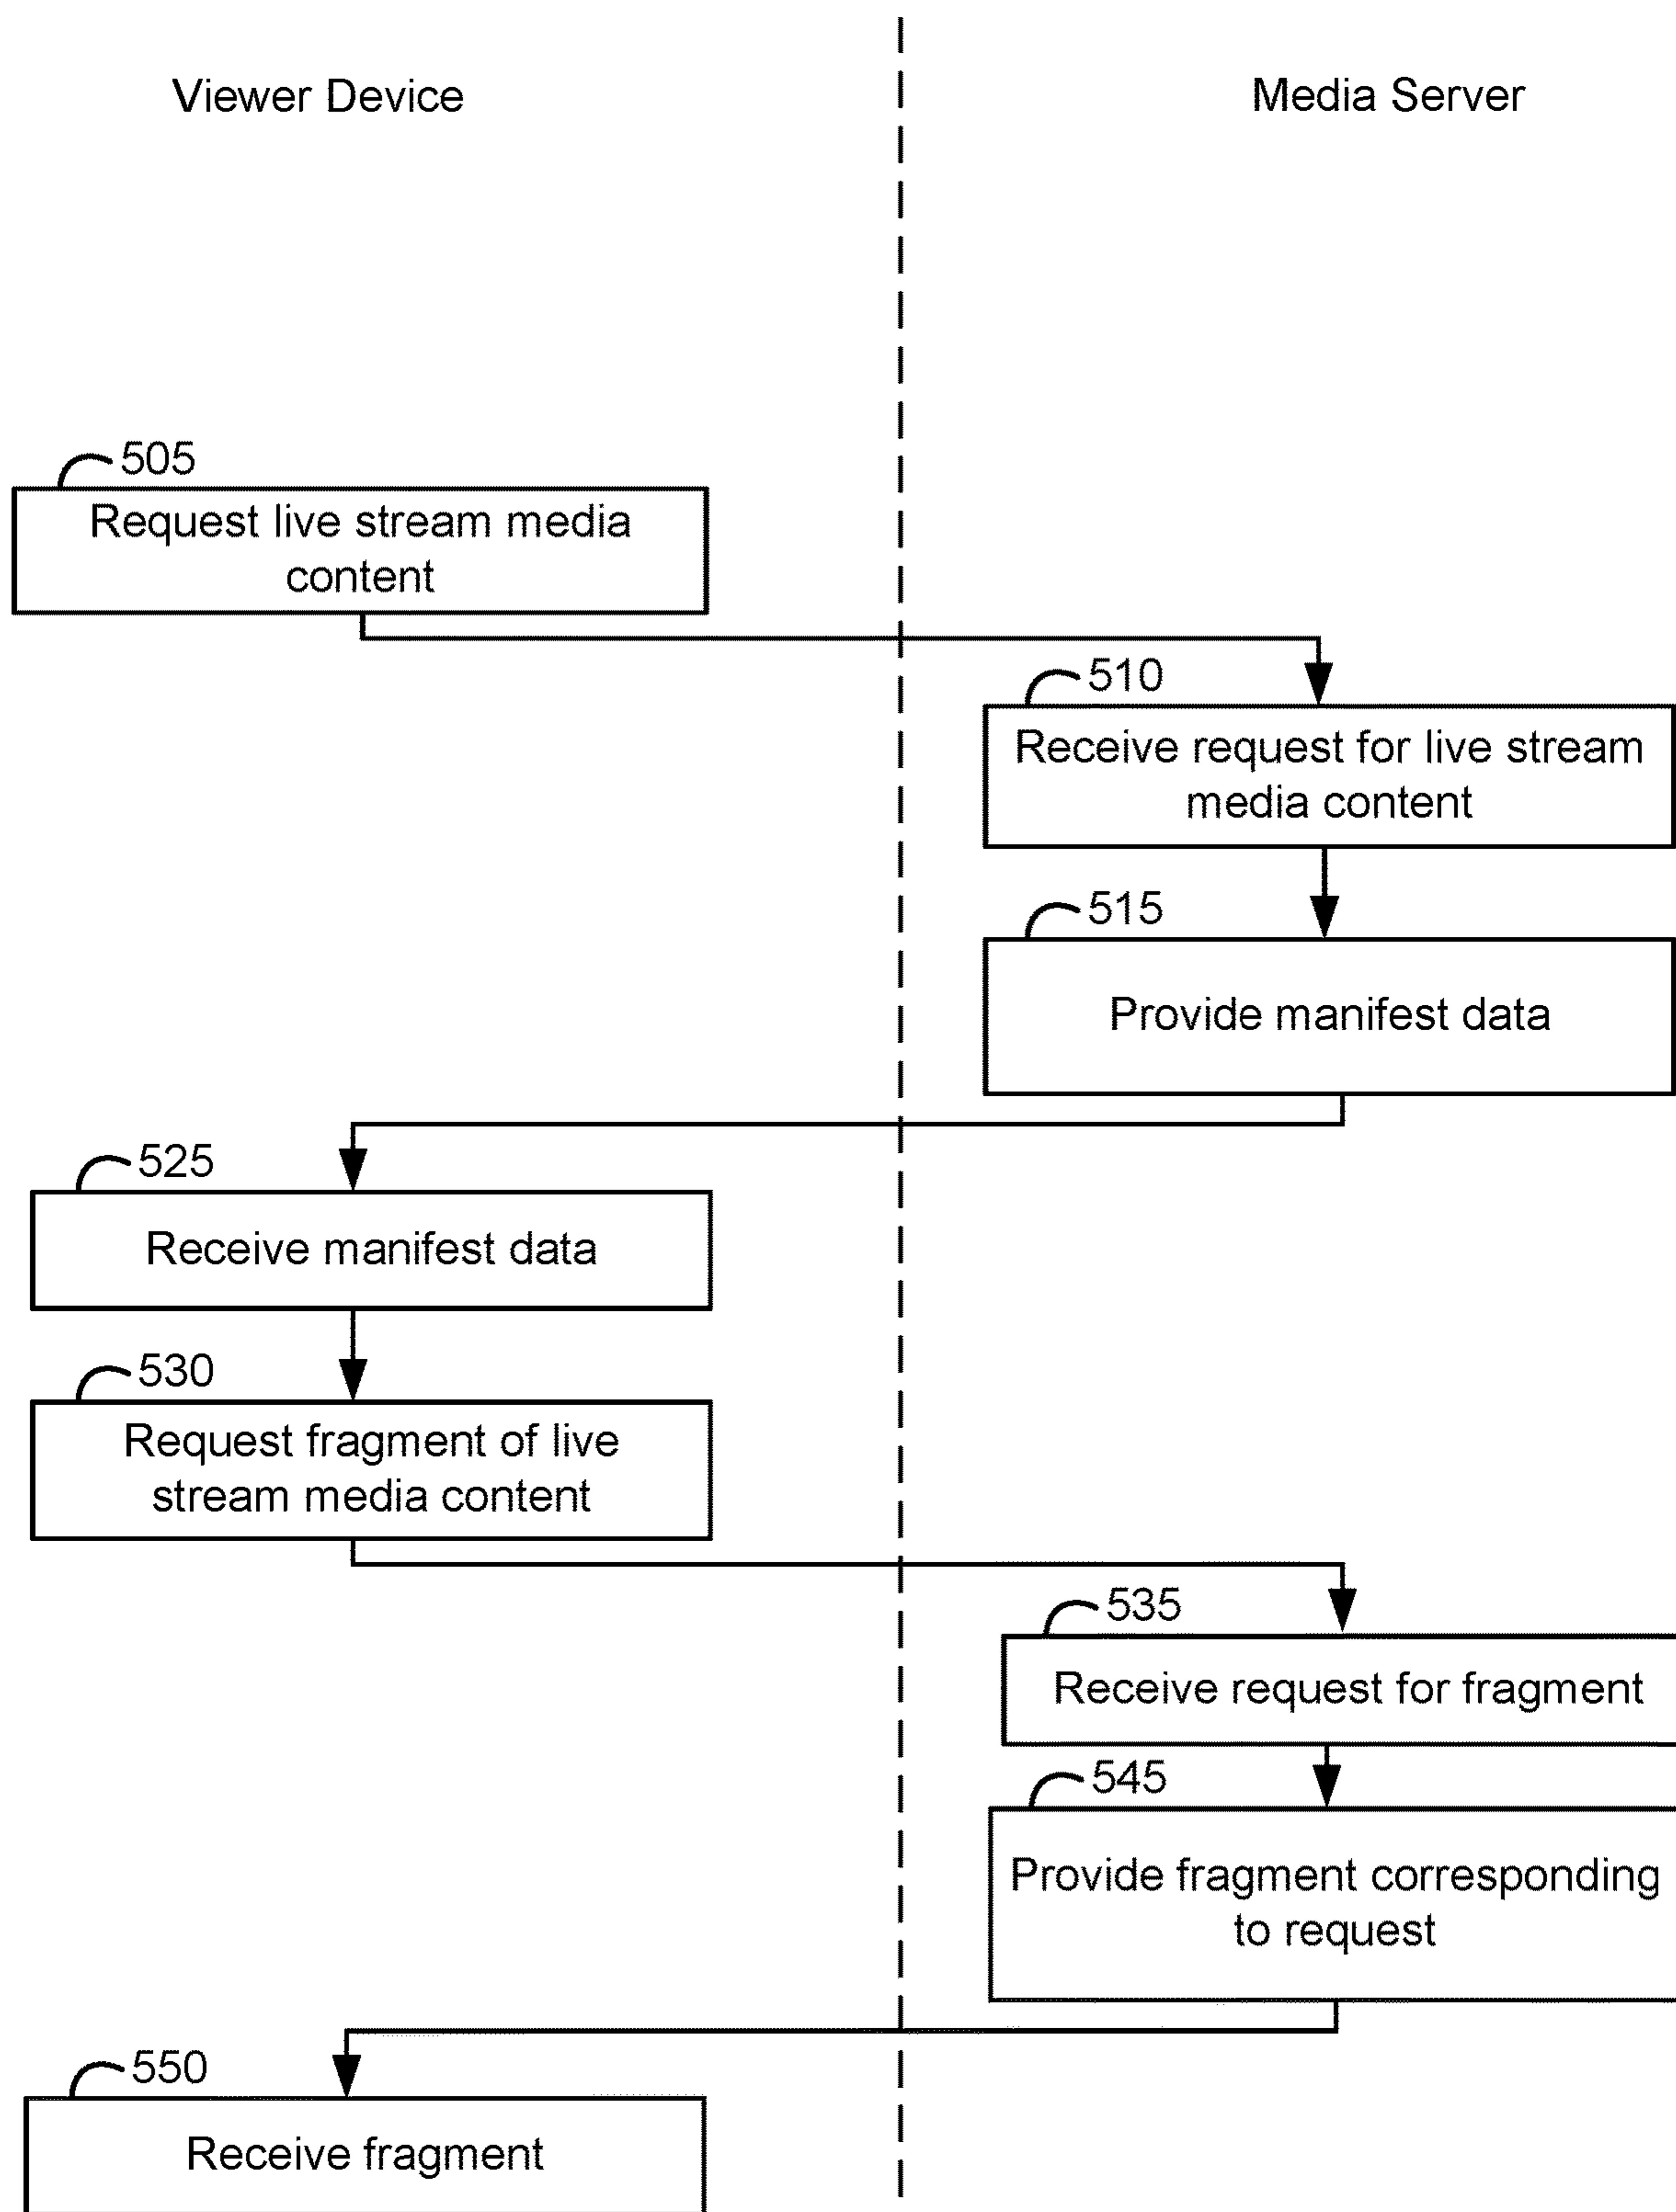 Viewer Device
Media Server
505
Request live stream media
content
510
Receive request for live stream
media content
515
Provide manifest data
525
Receive manifest data
530
Request fragment of live
stream media content
535
Receive request for fragment
545
Provide fragment corresponding
to request
550
Receive fragment